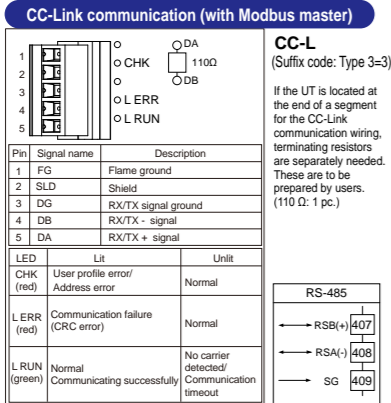 CC-Link communication (with Modbus master)
1
2
3
4
5
CHK
L ERR
L RUN
DA
110Ω
DB
CC-L
(Suffix code: Type 3=3)
If the UT is located at
the end of a segment
for the CC-Link
communication wiring,
terminating resistors
are separately needed.
These are to be
prepared by users.
(110 Ω: 1 pc.)
Pin Signal name Description
1 FG Flame ground
2 SLD Shield
3 DG RX/TX signal ground
4 DB RX/TX - signal
5 DA RX/TX + signal
LED Lit Unlit
CHK
(red)
User profile error/
Address error
Normal
L ERR
(red)
Communication failure
(CRC error)
Normal
L RUN
(green)
Normal
Communicating successfully
No carrier
detected/
Communication
timeout
RS-485
RSB(+) 407
RSA(-) 408
SG 409